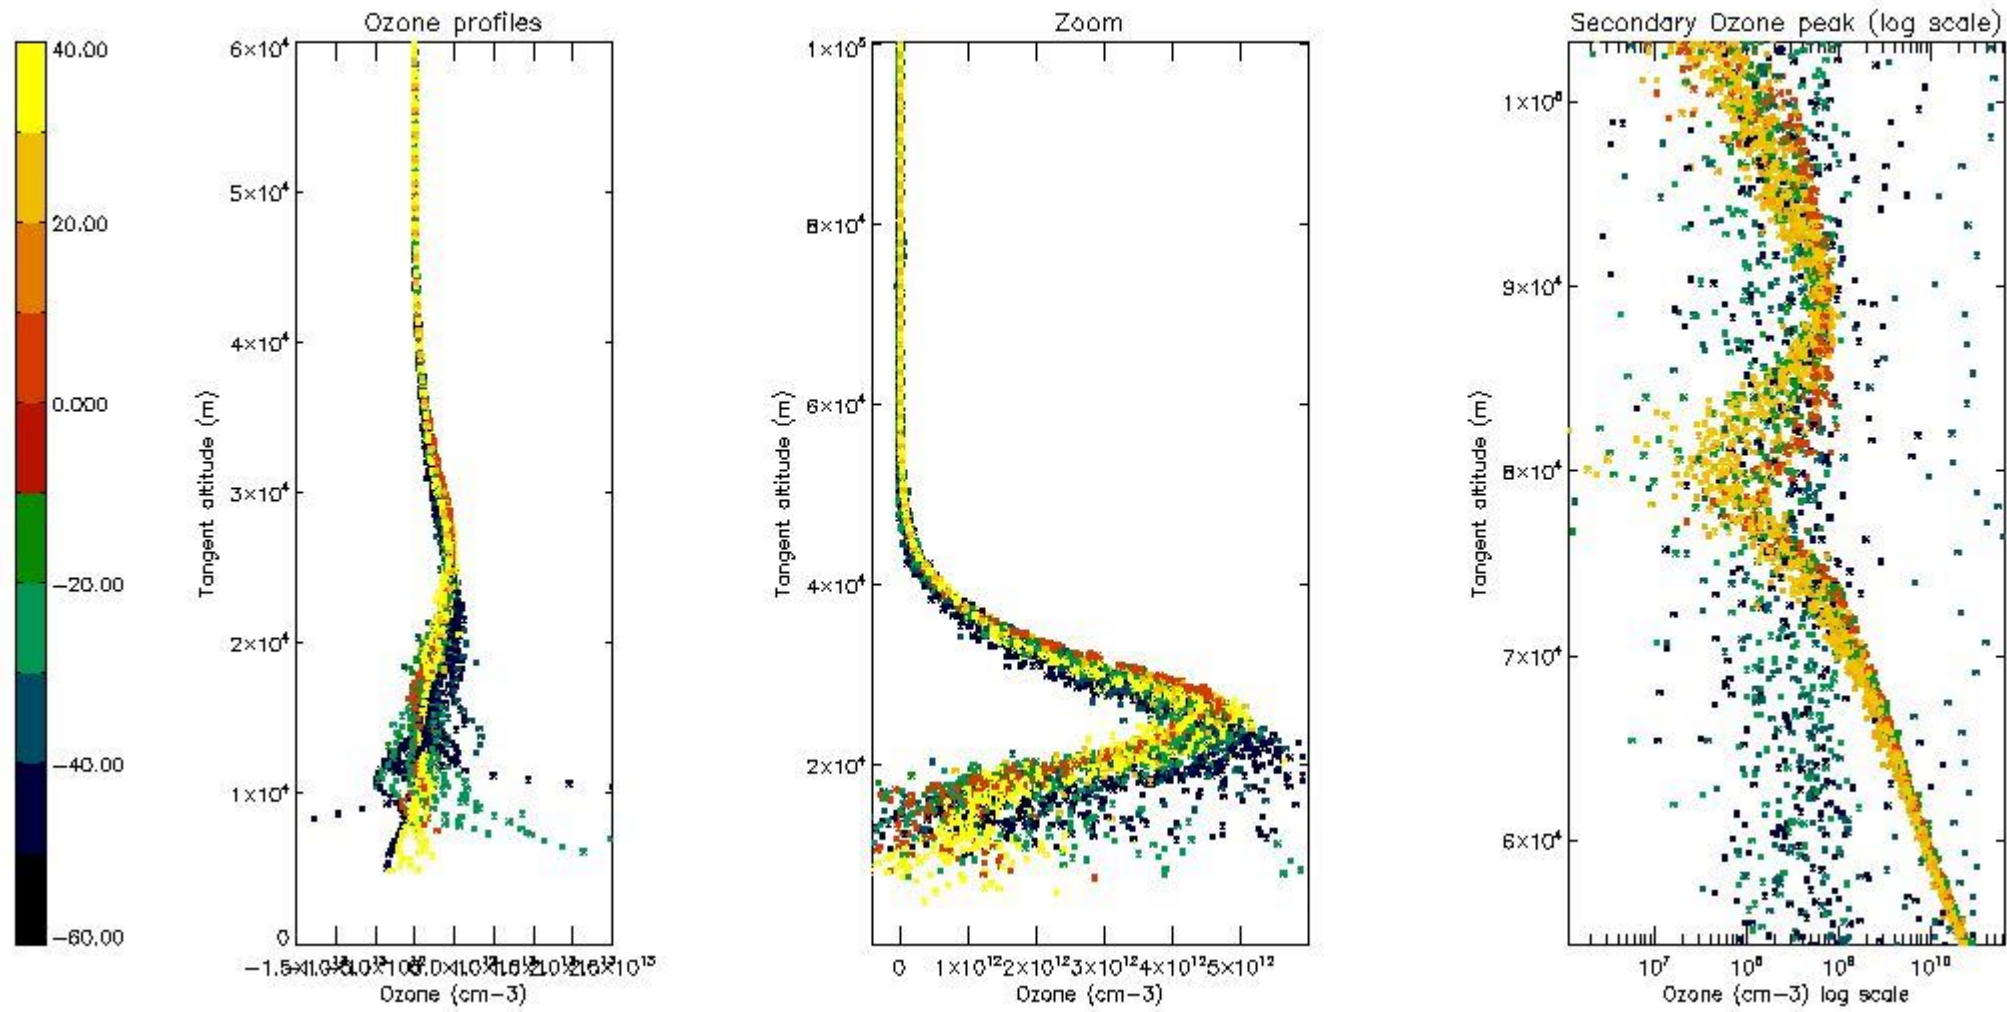 Ozone profiles
Zoom
Secondary Ozone peak (log scale)
40.00
20.00
0.000
−20.00
−40.00
−60.00
6×10⁴
5×10⁴
4×10⁴
3×10⁴
2×10⁴
1×10⁴
0
Tangent altitude (m)
Ozone (cm−3)
1×10⁵
8×10⁴
6×10⁴
4×10⁴
2×10⁴
Tangent altitude (m)
0 1×10¹² 2×10¹² 3×10¹² 4×10¹² 5×10¹²
Ozone (cm−3)
1×10⁵
9×10⁴
8×10⁴
7×10⁴
6×10⁴
Tangent altitude (m)
10⁷ 10⁸ 10⁹ 10¹⁰
Ozone (cm−3) log scale